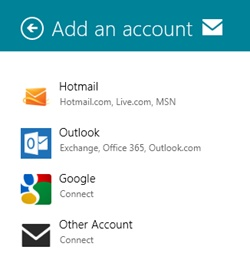 Add an account
Hotmail
Hotmail.com, Live.com, MSN
Outlook
Exchange, Office 365, Outlook.com
Google
Connect
Other Account
Connect